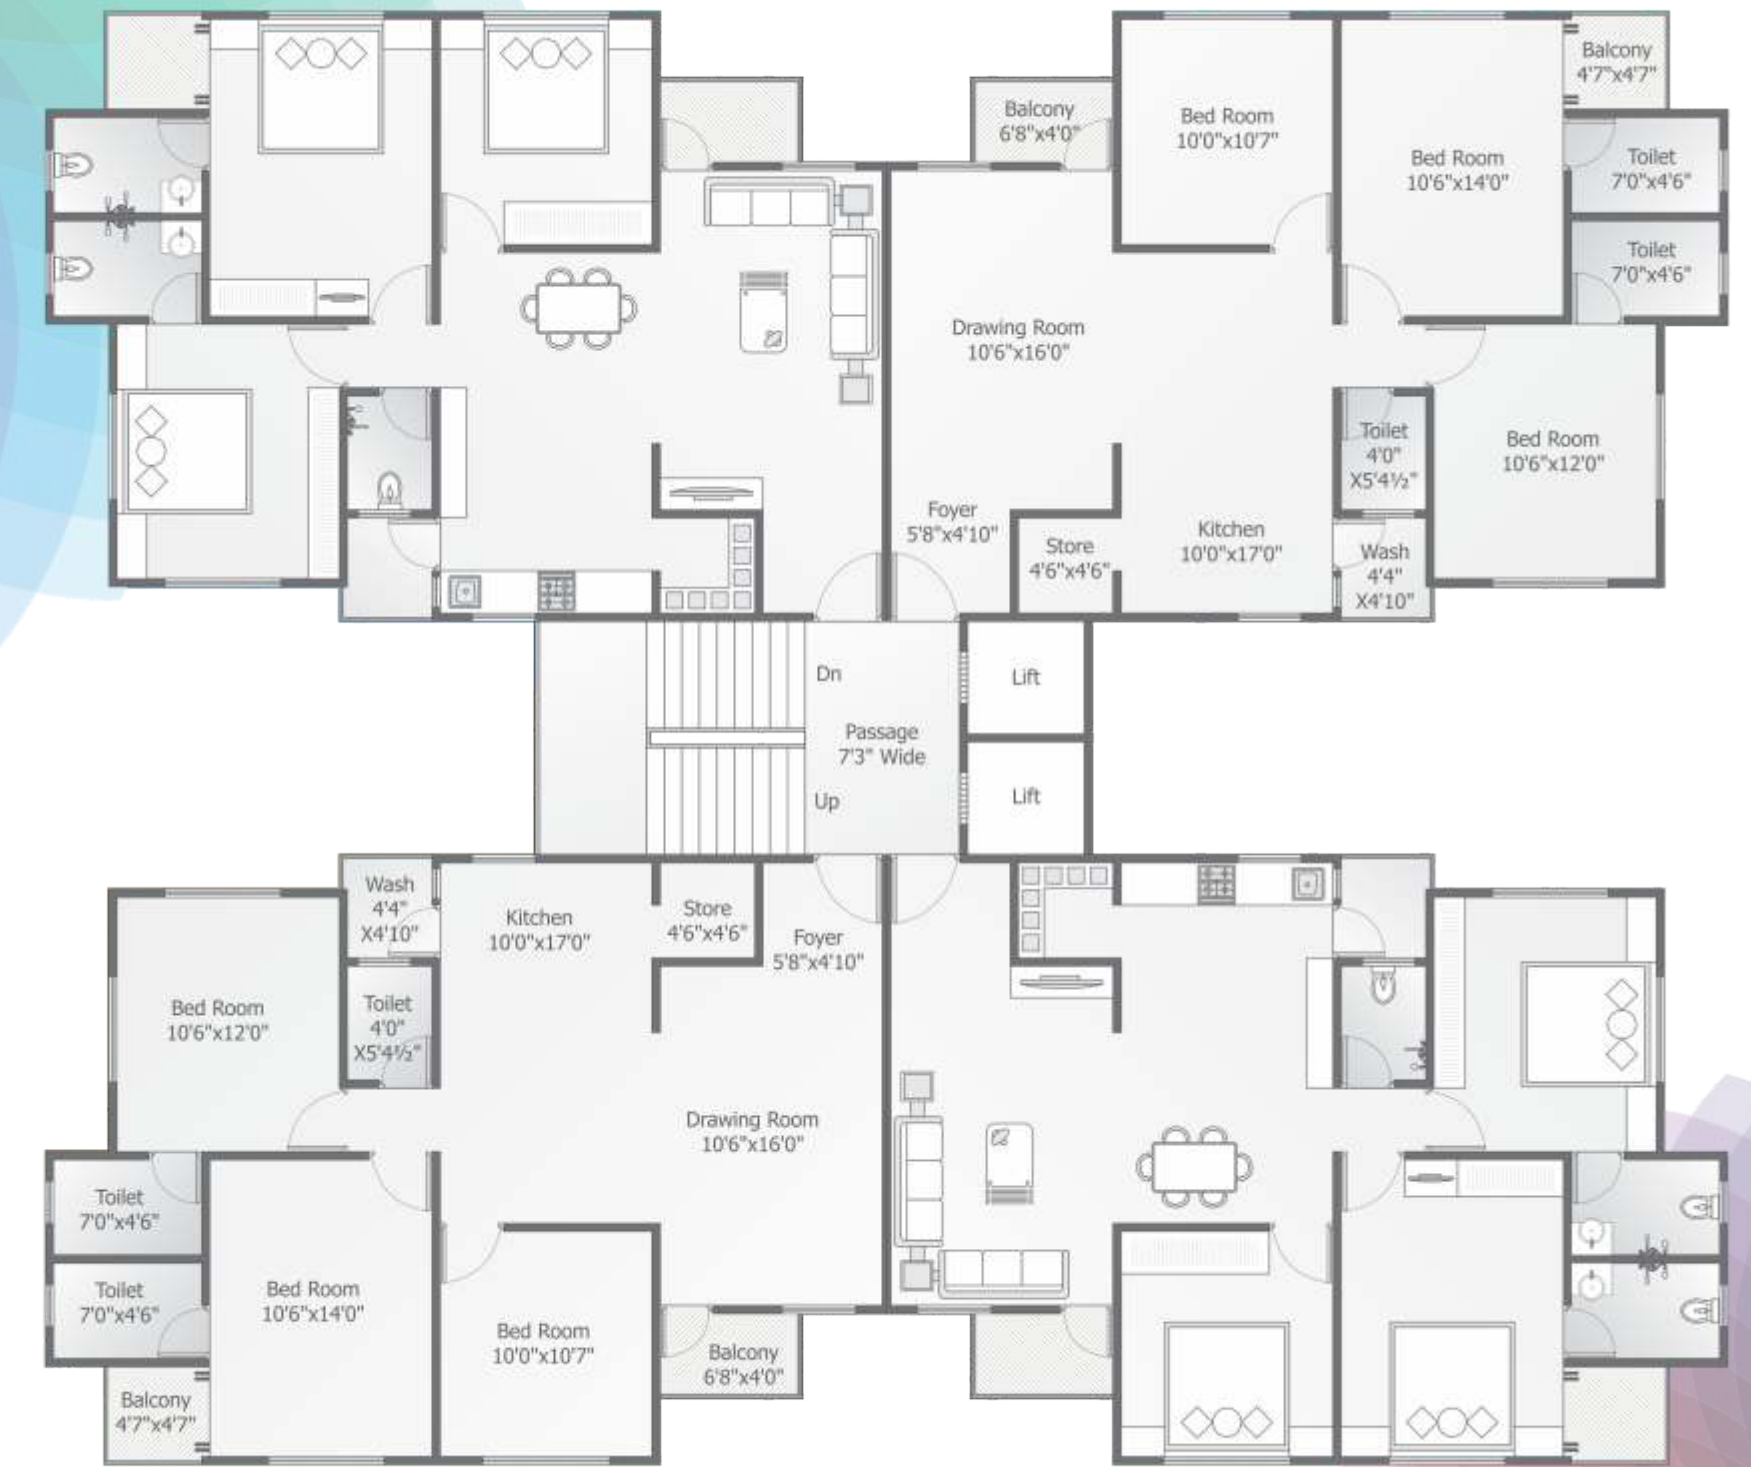 Balcony
6'8"x4'0"
Bed Room
10'0"x10'7"
Bed Room
10'6"x14'0"
Balcony
4'7"x4'7"
Toilet
7'0"x4'6"
Toilet
7'0"x4'6"
Drawing Room
10'6"x16'0"
Foyer
5'8"x4'10"
Store
4'6"x4'6"
Kitchen
10'0"x17'0"
Toilet
4'0"
X5'4½"
Wash
4'4"
X4'10"
Bed Room
10'6"x12'0"
Dn
Passage
7'3" Wide
Up
Lift
Lift
Wash
4'4"
X4'10"
Kitchen
10'0"x17'0"
Store
4'6"x4'6"
Foyer
5'8"x4'10"
Bed Room
10'6"x12'0"
Toilet
4'0"
X5'4½"
Drawing Room
10'6"x16'0"
Toilet
7'0"x4'6"
Toilet
7'0"x4'6"
Bed Room
10'6"x14'0"
Bed Room
10'0"x10'7"
Balcony
6'8"x4'0"
Balcony
4'7"x4'7"